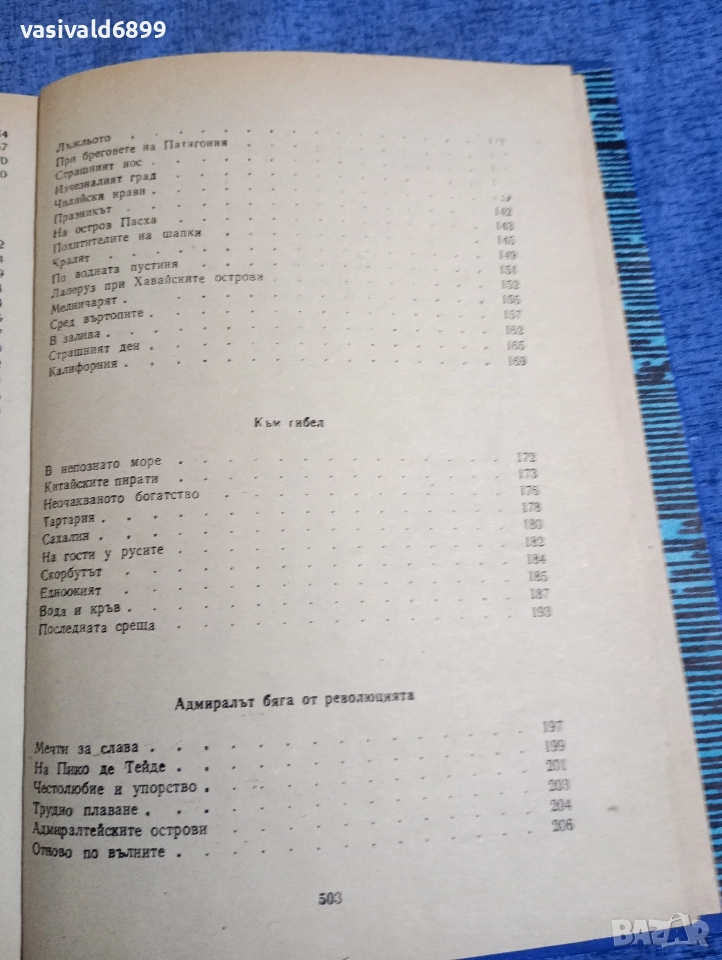 vasivald6899
Лъжльото . . . . . . . . . .
При бреговете на Патагония . . . . . . . . . .
Страшният нос . . . . . . . . . .
Изчезналият град . . . . . . . . . .
Чилийски нрави . . . . . . . . . .
Празникът . . . . . . . . . . 142
На остров Пасха . . . . . . . . . . 143
Похитителите на шапки . . . . . . . . . . 145
Кралят . . . . . . . . . . 149
По водната пустиня . . . . . . . . . . 151
Лаперуз при Хавайските острови . . . . . . . . . . 152
Мелничарят . . . . . . . . . . 155
Сред въртопите . . . . . . . . . . 157
В залива . . . . . . . . . . 162
Страшният ден . . . . . . . . . . 165
Калифорния . . . . . . . . . . 169
Към гибел
В непознато море . . . . . . . . . . 172
Китайските пирати . . . . . . . . . . 173
Неочакваното богатство . . . . . . . . . . 176
Тартария . . . . . . . . . . 178
Сахалин . . . . . . . . . . 180
На гости у русите . . . . . . . . . . 182
Скорбутът . . . . . . . . . . 184
Едноокият . . . . . . . . . . 185
Вода и кръв . . . . . . . . . . 187
Последната среща . . . . . . . . . . 193
Адмиралът бяга от революцията
Мечти за слава . . . . . . . . . . 197
На Пико де Тейде . . . . . . . . . . 199
Честолюбие и упорство . . . . . . . . . . 201
Трудно плаване . . . . . . . . . . 203
Адмиралтейските острови . . . . . . . . . . 204
Отново по вълните . . . . . . . . . . 206
503
BAZAR